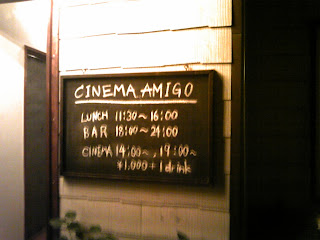 CINEMA AMIGO
LUNCH 11:30~16:00
BAR 18:00~24:00
CINEMA 14:00~, 19:00~
¥1,000 + 1 drink